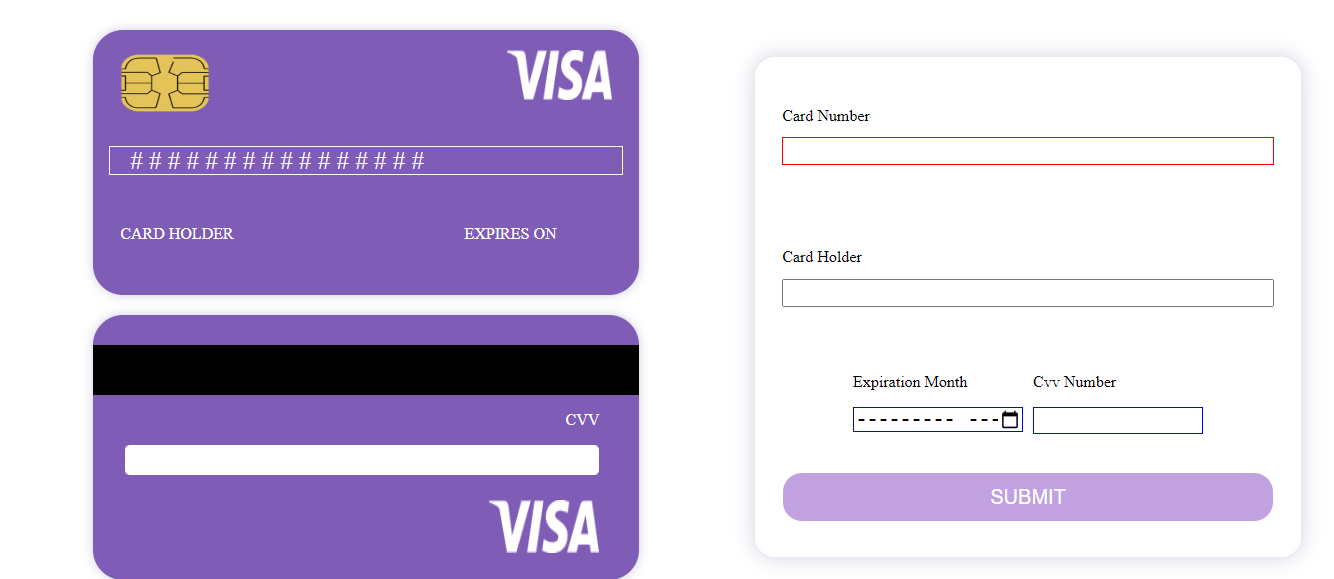 VISA
# # # # # # # # # # # # # # # #
CARD HOLDER
EXPIRES ON
CVV
VISA
Card Number
Card Holder
Expiration Month
Cvv Number
--------- ---
SUBMIT